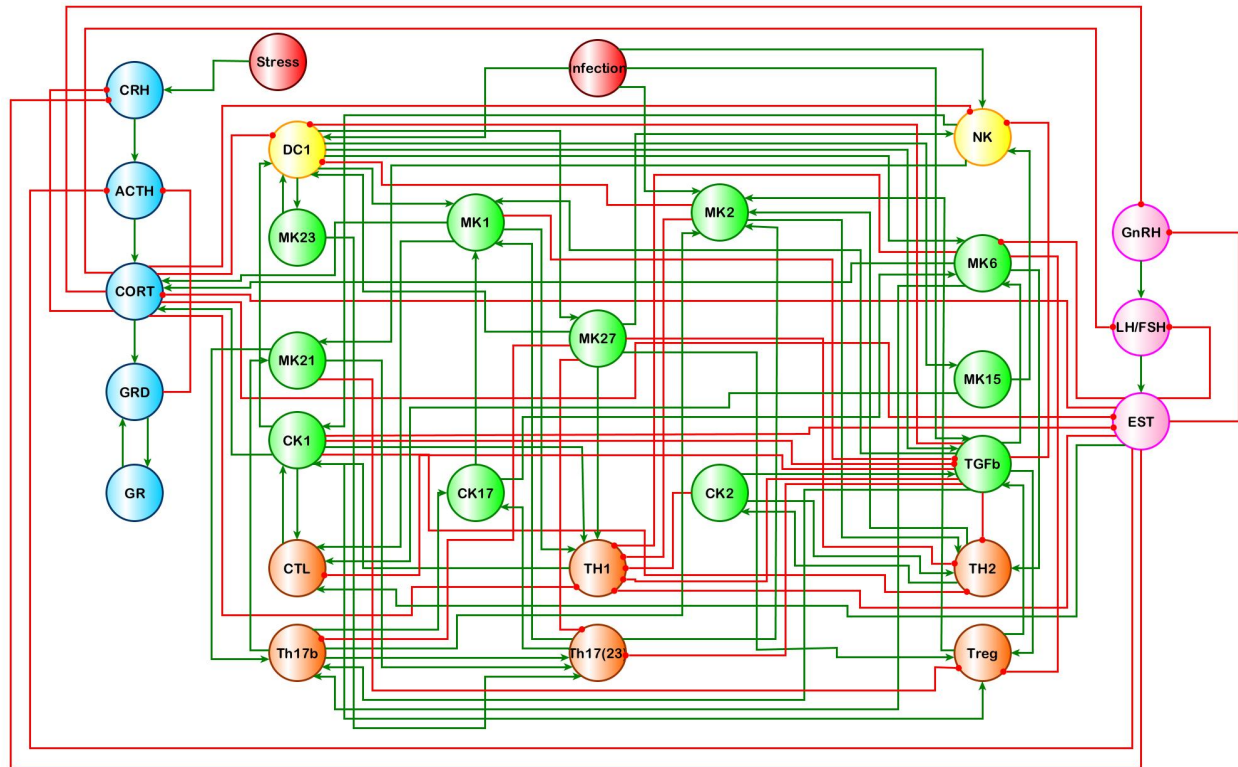 Stress
Infection
CRH
DC1
NK
ACTH
MK23
MK1
MK2
GnRH
MK6
CORT
LH/FSH
MK27
MK21
MK15
GRD
EST
CK1
TGFb
GR
CK17
CK2
CTL
TH1
TH2
Th17b
Th17(23)
Treg